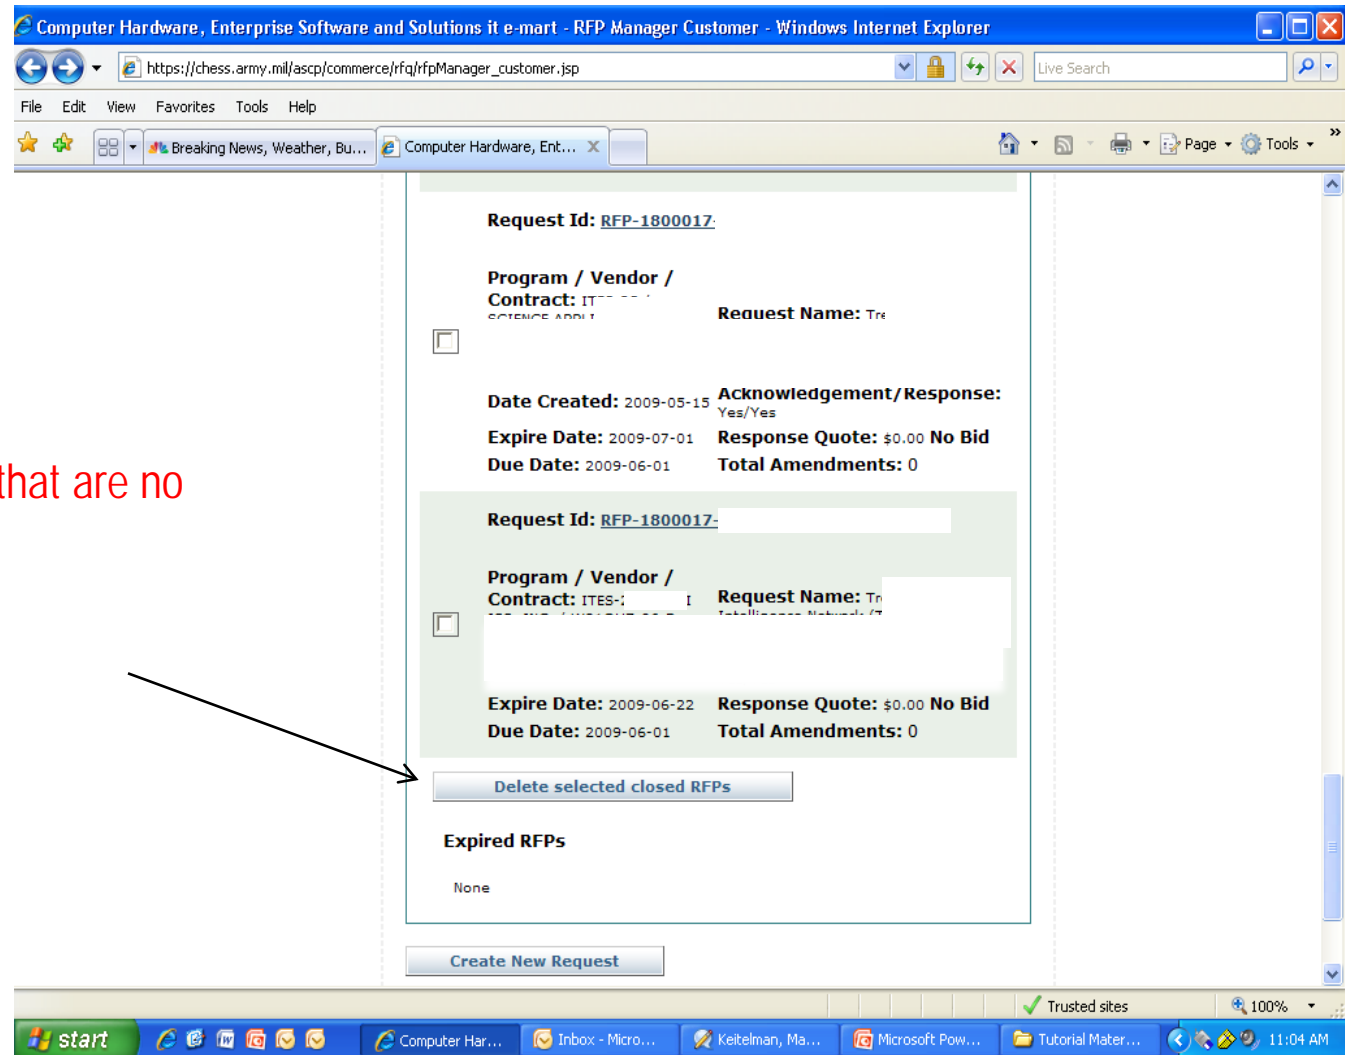 Computer Hardware, Enterprise Software and Solutions it e-mart - RFP Manager Customer - Windows Internet Explorer
https://chess.army.mil/ascp/commerce/rfq/rfpManager_customer.jsp
Live Search
File Edit View Favorites Tools Help
Breaking News, Weather, Bu...
Computer Hardware, Ent... X
Page
Tools
»
Request Id: RFP-1800017-
Program / Vendor /
Contract:
Request Name:
Date Created: 2009-05-15
Acknowledgement/Response:
Yes/Yes
Expire Date: 2009-07-01 Response Quote: $0.00 No Bid
Due Date: 2009-06-01 Total Amendments: 0
that are no
Request Id: RFP-1800017-
Program / Vendor /
Contract: ITES- Request Name:
Expire Date: 2009-06-22 Response Quote: $0.00 No Bid
Due Date: 2009-06-01 Total Amendments: 0
Delete selected closed RFPs
Expired RFPs
None
Create New Request
Trusted sites 100%
start Computer Har... Inbox - Micro... Keitelman, Ma... Microsoft Pow... Tutorial Mater... 11:04 AM